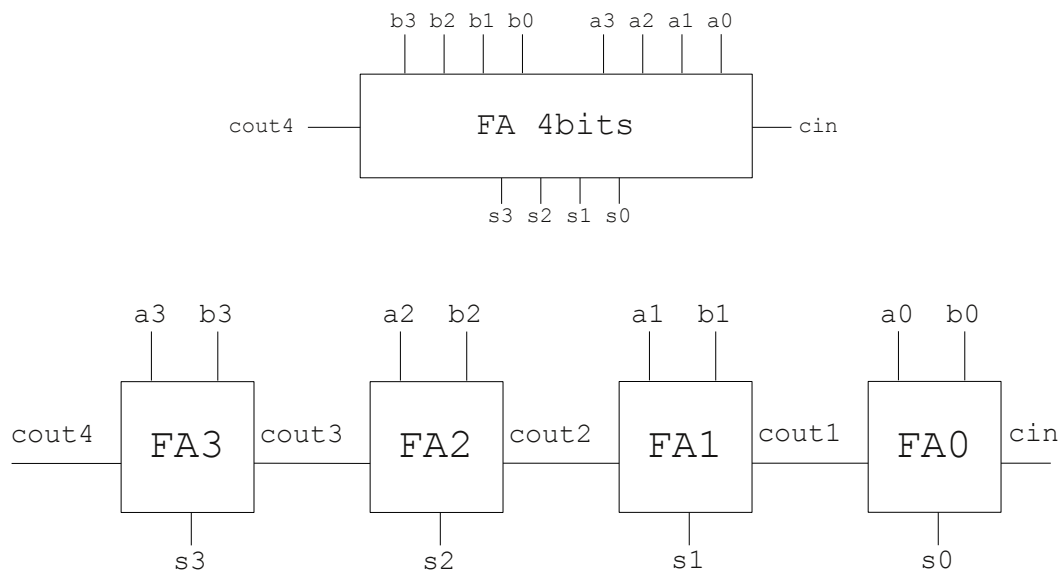 b3 b2 b1 b0 a3 a2 a1 a0
cout4 FA 4bits cin
s3 s2 s1 s0
a3 b3 a2 b2 a1 b1 a0 b0
cout4 FA3 cout3 FA2 cout2 FA1 cout1 FA0 cin
s3 s2 s1 s0